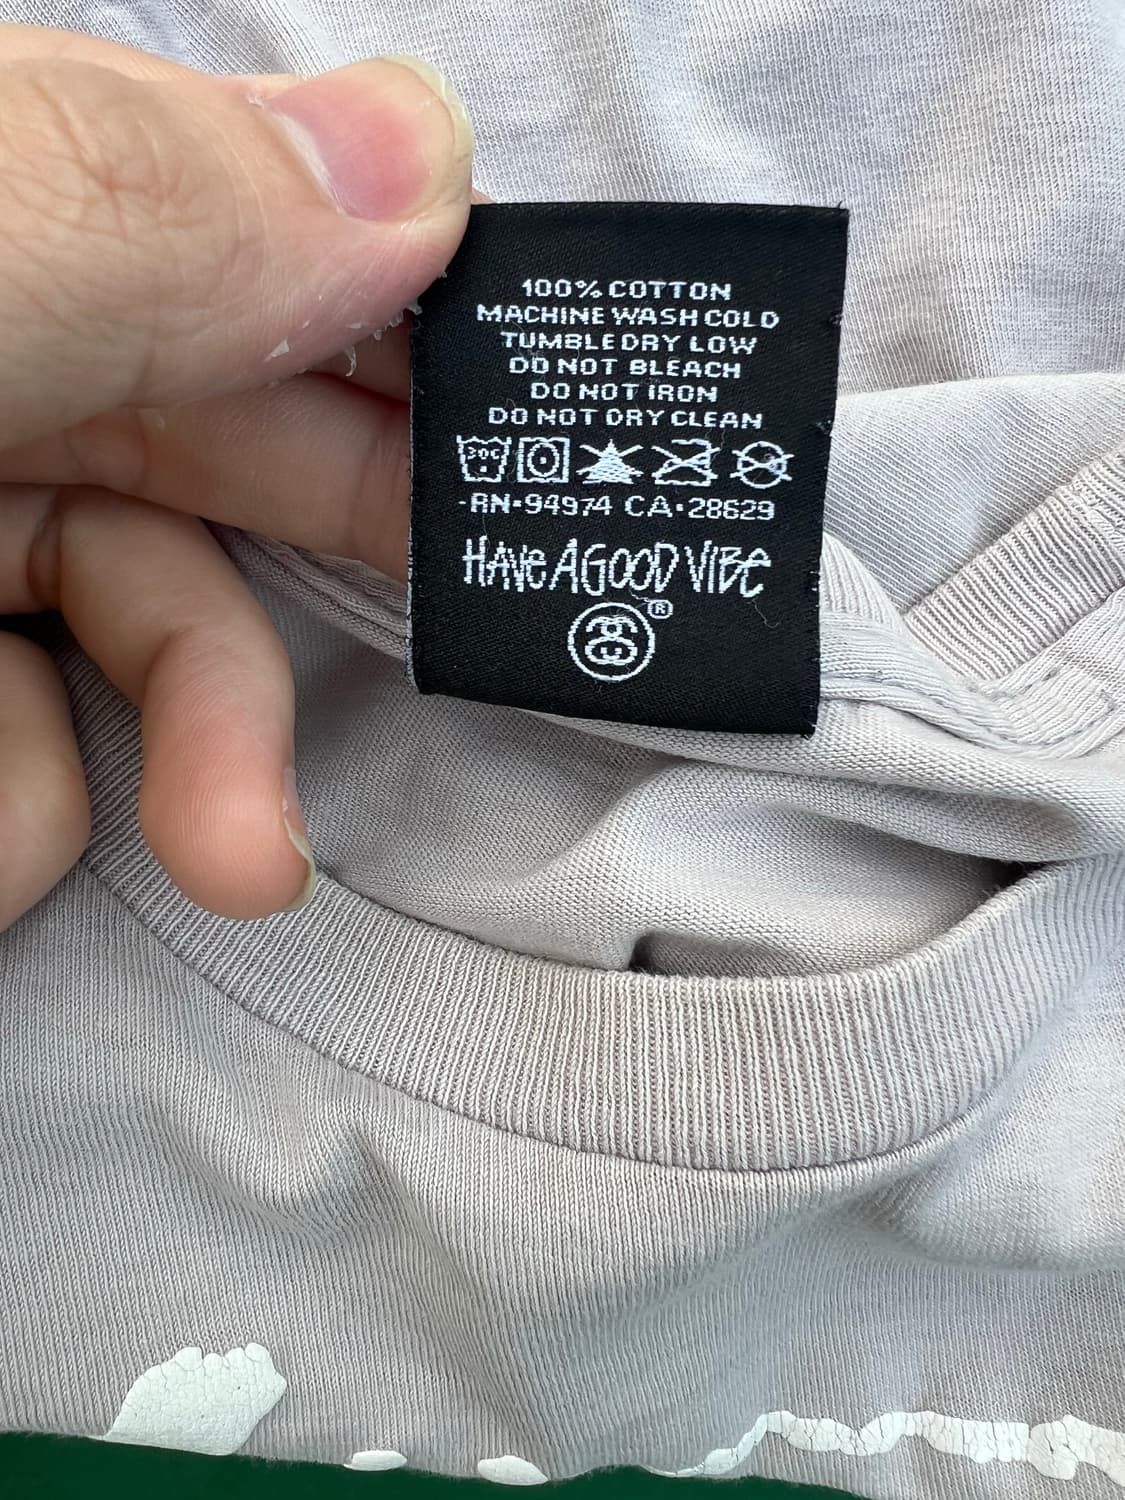 100% COTTON
MACHINE WASH COLD
TUMBLE DRY LOW
DO NOT BLEACH
DO NOT IRON
DO NOT DRY CLEAN
30C
-RN·94974 CA·28629
HAVE A GOOD VIBE
®